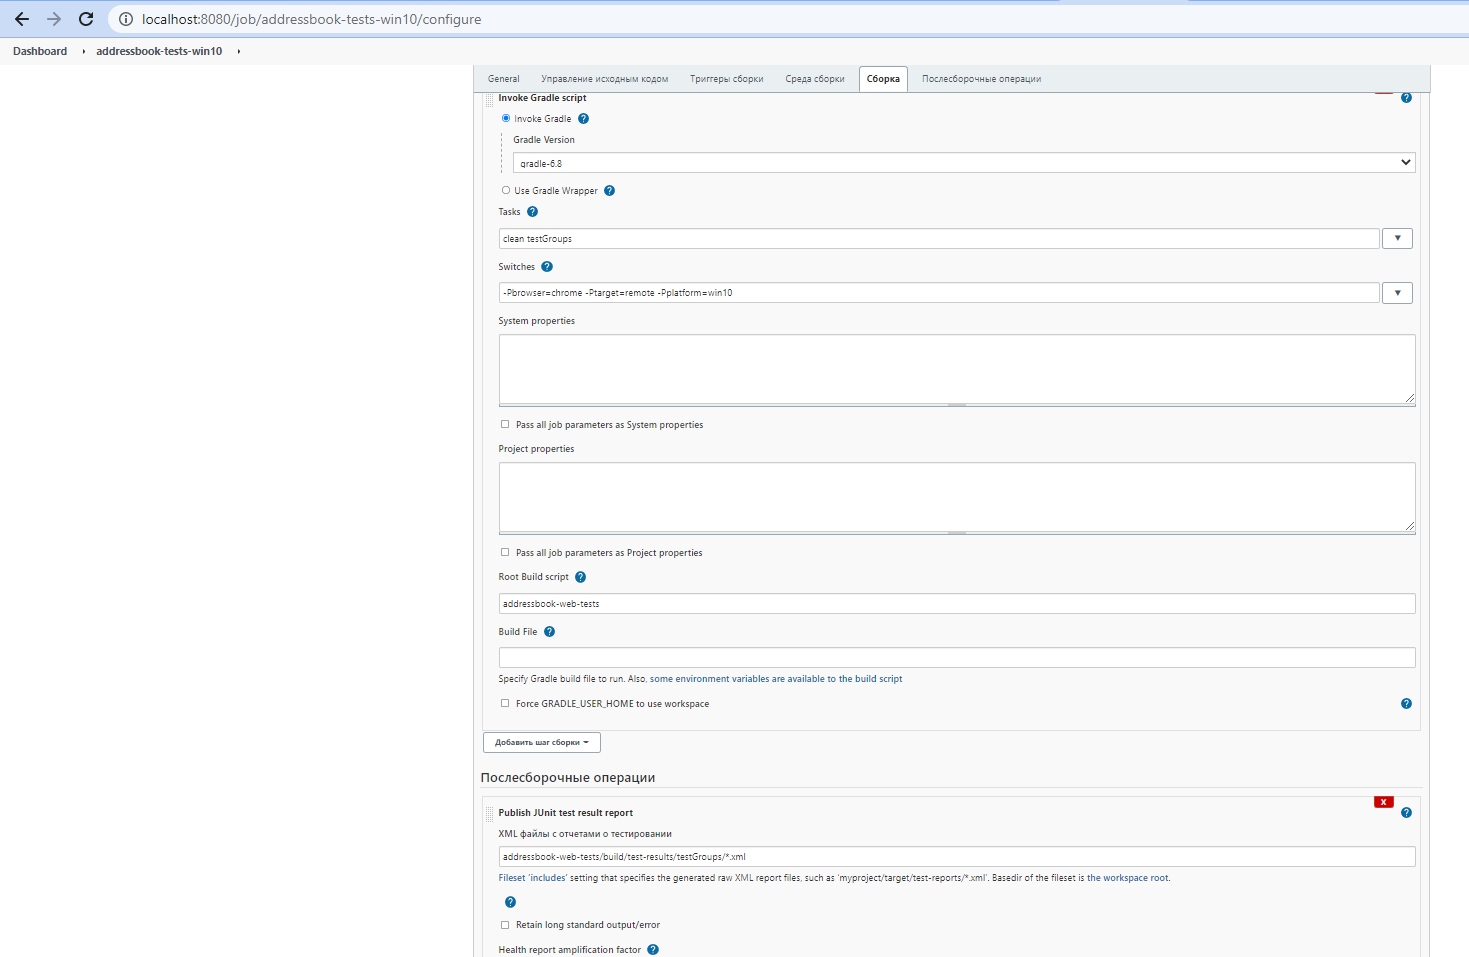 localhost:8080/job/addressbook-tests-win10/configure
Dashboard addressbook-tests-win10
General Управление исходным кодом Триггеры сборки Среда сборки Сборка Послесборочные операции
Invoke Gradle script
?
Invoke Gradle ?
Gradle Version
gradle-6.8
Use Gradle Wrapper ?
Tasks ?
clean testGroups
Switches ?
-Pbrowser=chrome -Ptarget=remote -Pplatform=win10
System properties
Pass all job parameters as System properties
Project properties
Pass all job parameters as Project properties
Root Build script ?
addressbook-web-tests
Build File ?
Specify Gradle build file to run. Also, some environment variables are available to the build script
Force GRADLE_USER_HOME to use workspace ?
Добавить шаг сборки
Послесборочные операции
X
Publish JUnit test result report ?
XML файлы с отчетами о тестировании
addressbook-web-tests/build/test-results/testGroups/*.xml
Fileset 'includes' setting that specifies the generated raw XML report files, such as 'myproject/target/test-reports/*.xml'. Basedir of the fileset is the workspace root.
?
Retain long standard output/error
Health report amplification factor ?